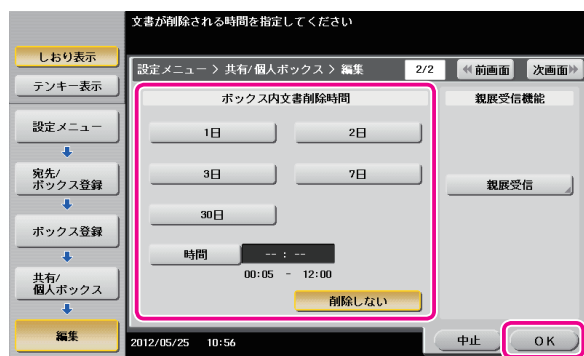 文書が削除される時間を指定してください
しおり表示
テンキー表示
設定メニュー
宛先/
ボックス登録
ボックス登録
共有/
個人ボックス
編集
設定メニュー > 共有/個人ボックス > 編集
2/2
前画面
次画面
ボックス内文書削除時間
1日
2日
3日
7日
30日
時間
-- : --
00:05 - 12:00
削除しない
親展受信機能
親展受信
2012/05/25 10:56
中止
OK